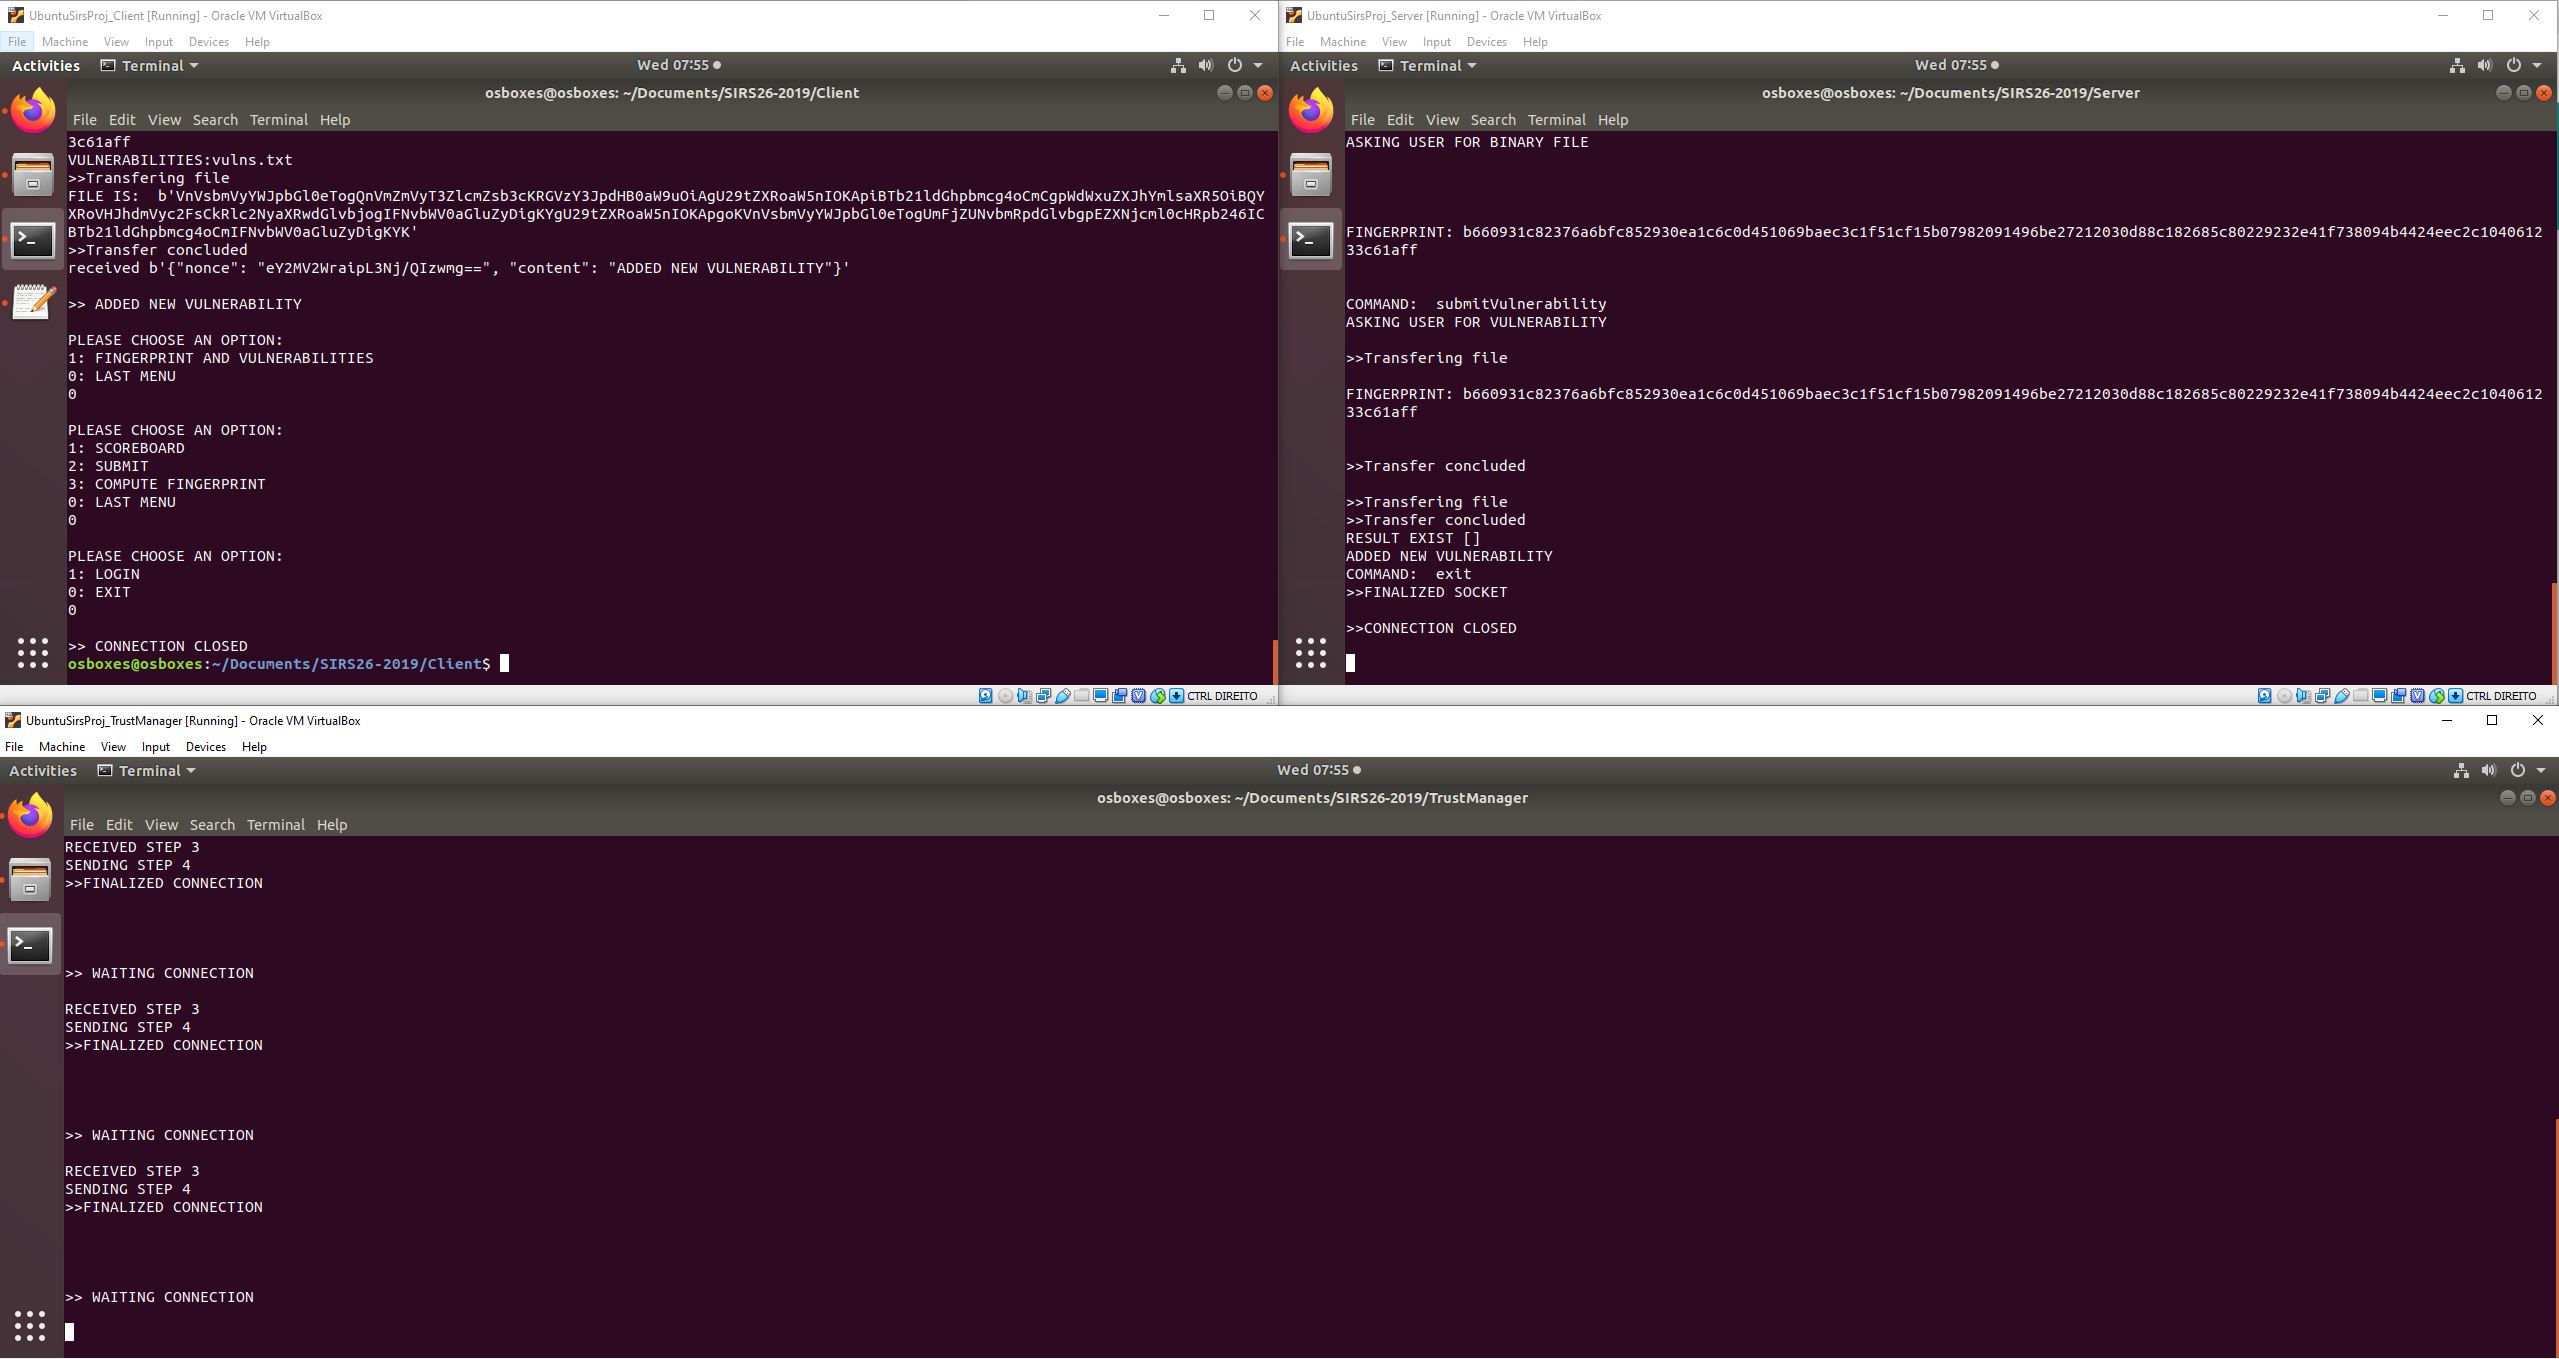 UbuntuSirsProj_Client [Running] - Oracle VM VirtualBox
File Machine View Input Devices Help
Activities Terminal Wed 07:55
osboxes@osboxes: ~/Documents/SIRS26-2019/Client
File Edit View Search Terminal Help
3c61aff
VULNERABILITIES:vulns.txt
>>Transfering file
FILE IS:  b'VnVsbmVyYWJpbGl0eTogQnVmZmVyT3ZlcmZsb3cKRGVzY3JpdHB0aW9uOiAgU29tZXRoaW5nIOKApiBTb21ldGhpbmcg4oCmCgpWdWxuZXJhYmlsaXR5OiBQY
XRoVHJhdmVyc2FsCkRlc2NyaXRwdGlvbjogIFNvbWV0aGluZyDigKYgU29tZXRoaW5nIOKApgoKVnVsbmVyYWJpbGl0eTogUmFjZUNvbmRpdGlvbgpEZXNjcml0cHRpb246IC
BTb21ldGhpbmcg4oCmIFNvbWV0aGluZyDigKYK'
>>Transfer concluded
received b'{"nonce": "eY2MV2WraipL3Nj/QIzwmg==", "content": "ADDED NEW VULNERABILITY"}'
>> ADDED NEW VULNERABILITY
PLEASE CHOOSE AN OPTION:
1: FINGERPRINT AND VULNERABILITIES
0: LAST MENU
0
PLEASE CHOOSE AN OPTION:
1: SCOREBOARD
2: SUBMIT
3: COMPUTE FINGERPRINT
0: LAST MENU
0
PLEASE CHOOSE AN OPTION:
1: LOGIN
0: EXIT
0
>> CONNECTION CLOSED
osboxes@osboxes:~/Documents/SIRS26-2019/Client$
CTRL DIREITO
UbuntuSirsProj_Server [Running] - Oracle VM VirtualBox
File Machine View Input Devices Help
Activities Terminal Wed 07:55
osboxes@osboxes: ~/Documents/SIRS26-2019/Server
File Edit View Search Terminal Help
ASKING USER FOR BINARY FILE
FINGERPRINT: b660931c82376a6bfc852930ea1c6c0d451069baec3c1f51cf15b07982091496be27212030d88c182685c80229232e41f738094b4424eec2c1040612
33c61aff
COMMAND:  submitVulnerability
ASKING USER FOR VULNERABILITY
>>Transfering file
FINGERPRINT: b660931c82376a6bfc852930ea1c6c0d451069baec3c1f51cf15b07982091496be27212030d88c182685c80229232e41f738094b4424eec2c1040612
33c61aff
>>Transfer concluded
>>Transfering file
>>Transfer concluded
RESULT EXIST []
ADDED NEW VULNERABILITY
COMMAND:  exit
>>FINALIZED SOCKET
>>CONNECTION CLOSED
CTRL DIREITO
UbuntuSirsProj_TrustManager [Running] - Oracle VM VirtualBox
File Machine View Input Devices Help
Activities Terminal Wed 07:55
osboxes@osboxes: ~/Documents/SIRS26-2019/TrustManager
File Edit View Search Terminal Help
RECEIVED STEP 3
SENDING STEP 4
>>FINALIZED CONNECTION
>> WAITING CONNECTION
RECEIVED STEP 3
SENDING STEP 4
>>FINALIZED CONNECTION
>> WAITING CONNECTION
RECEIVED STEP 3
SENDING STEP 4
>>FINALIZED CONNECTION
>> WAITING CONNECTION